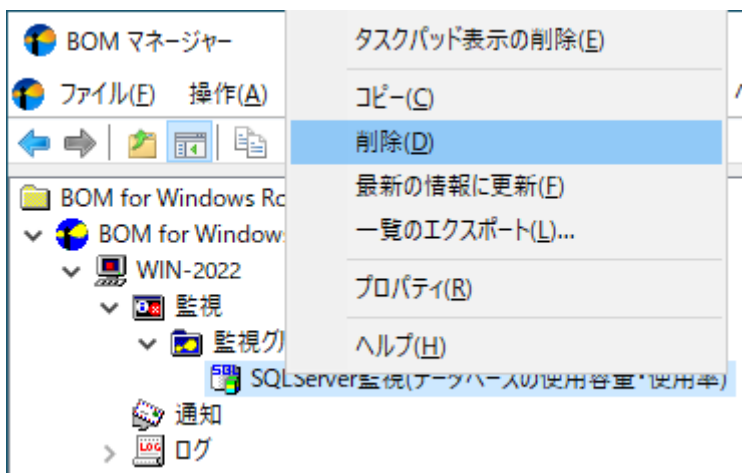 BOM マネージャー
ファイル(F) 操作(A)
タスクパッド表示の削除(E)
コピー(C)
削除(D)
最新の情報に更新(F)
一覧のエクスポート(L)...
プロパティ(R)
ヘルプ(H)
BOM for Windows Ro
BOM for Window
WIN-2022
監視
監視グ
SQLServer監視(データベースの使用容量・使用率)
通知
ログ